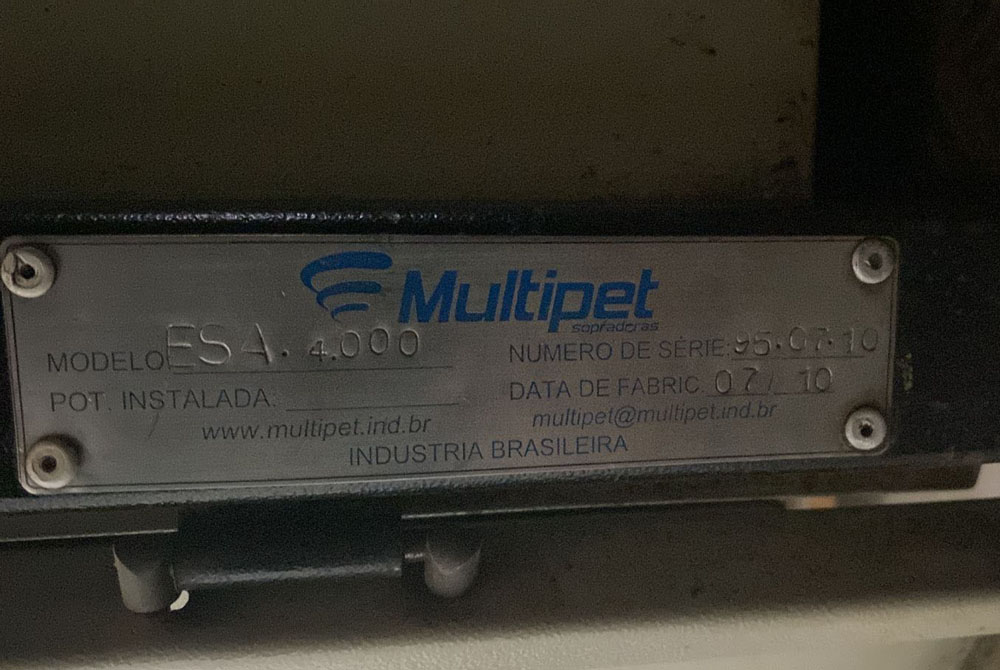 Multipet
sopradoras
MODELO ESA. 4.000
NUMERO DE SÉRIE: 95.07.10
POT. INSTALADA:
DATA DE FABRIC. 07/ 10
www.multipet.ind.br
multipet@multipet.ind.br
INDUSTRIA BRASILEIRA